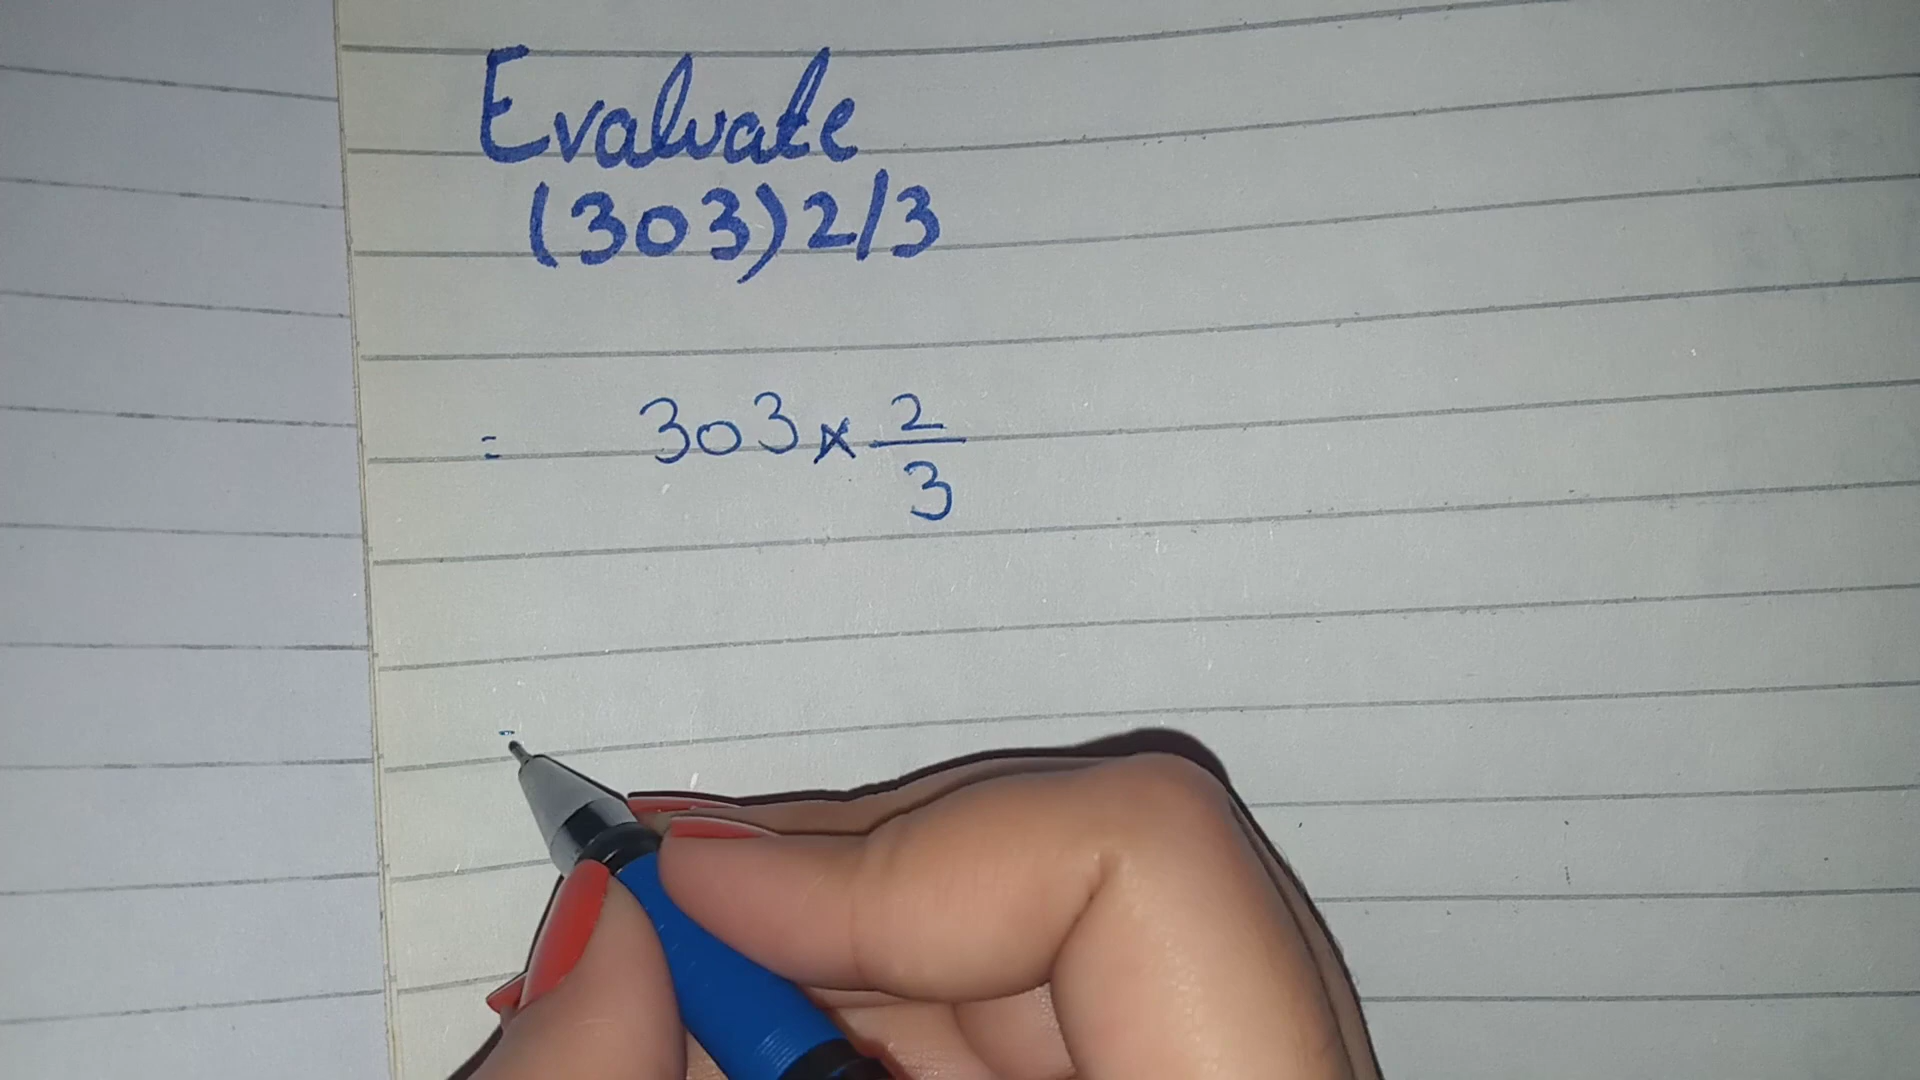 Evaluate
(303)2/3
= 303 × 2/3